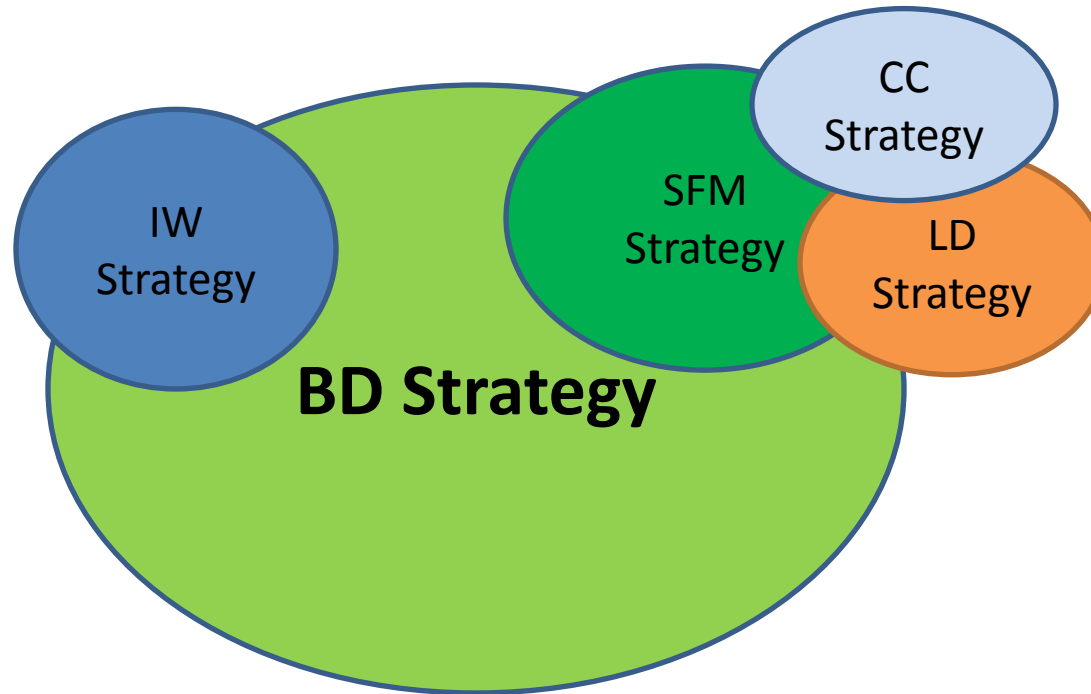 CC
Strategy
SFM
Strategy
IW
Strategy
LD
Strategy
BD Strategy